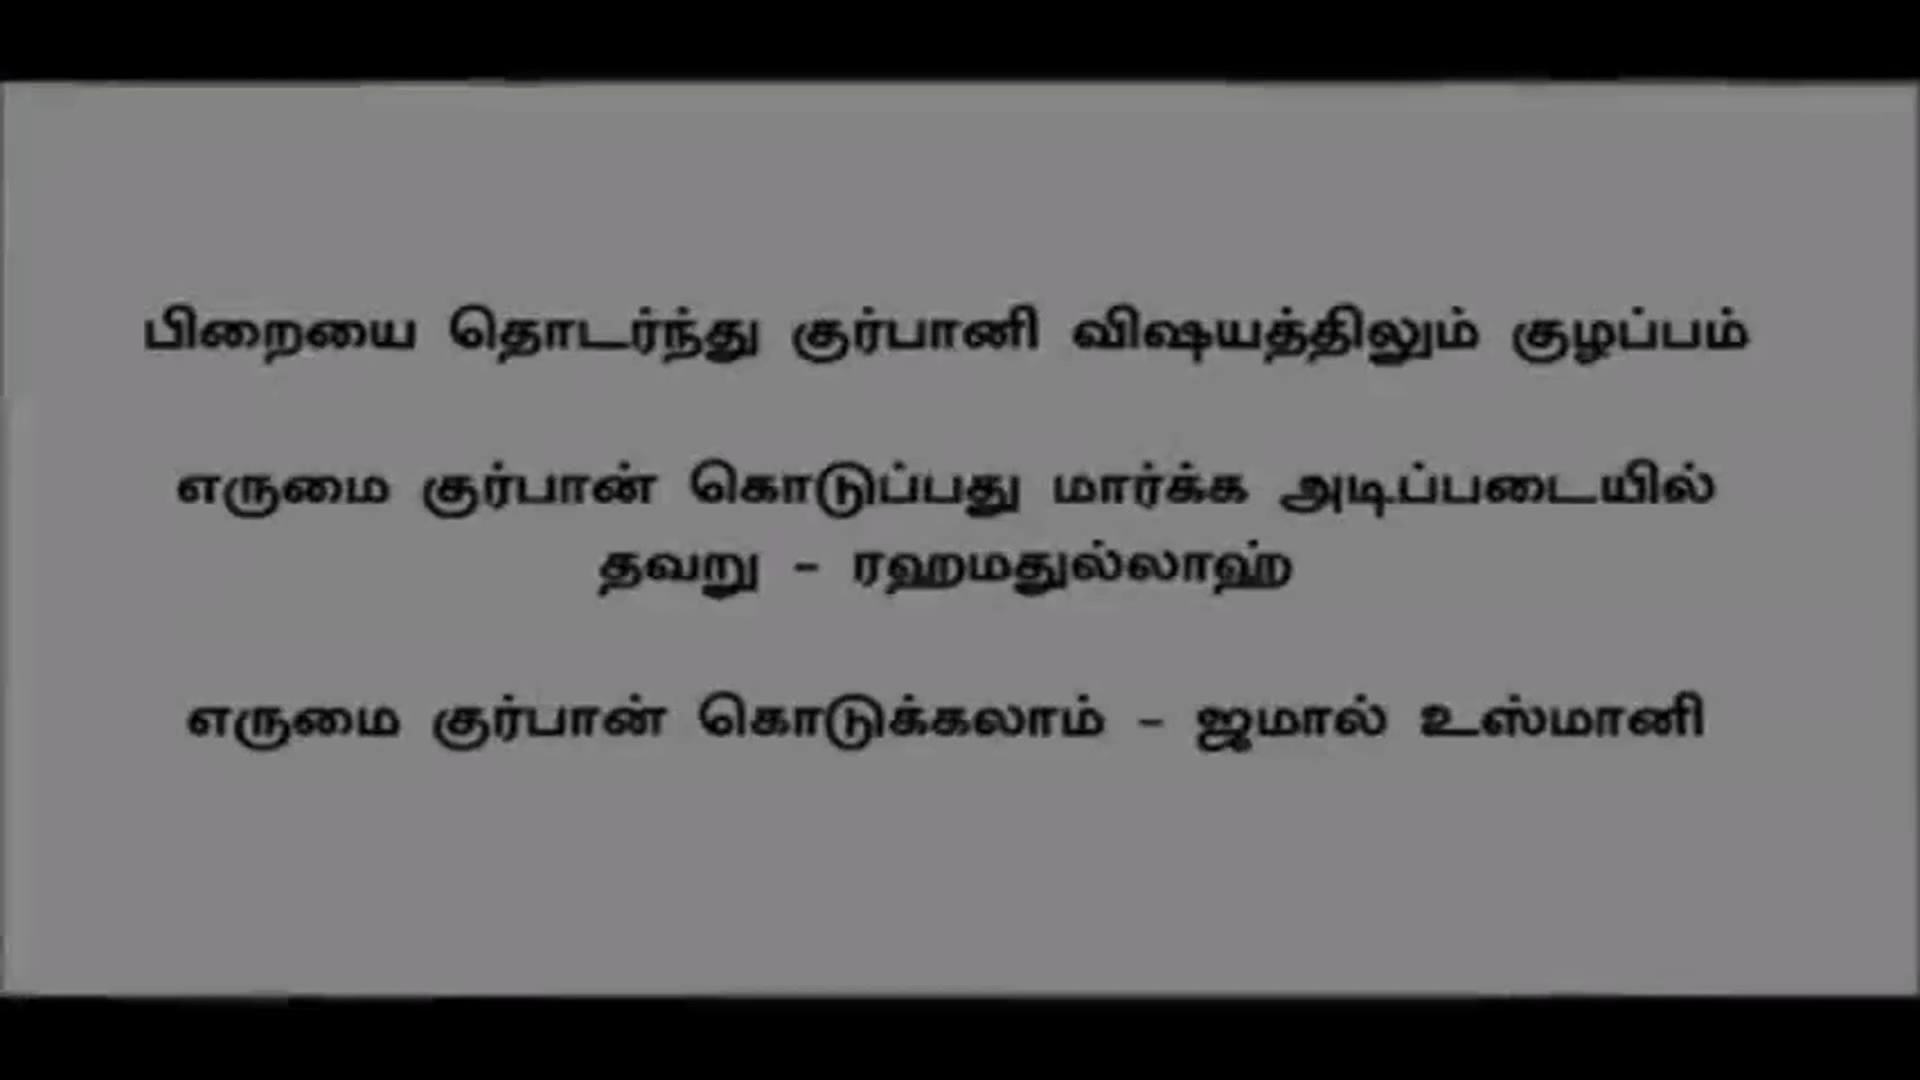 பிறையை தொடர்ந்து குர்பானி விஷயத்திலும் குழப்பம்
எருமை குர்பான் கொடுப்பது மார்க்க அடிப்படையில்
தவறு - ரஹமதுல்லாஹ்
எருமை குர்பான் கொடுக்கலாம் - ஜமால் உஸ்மானி